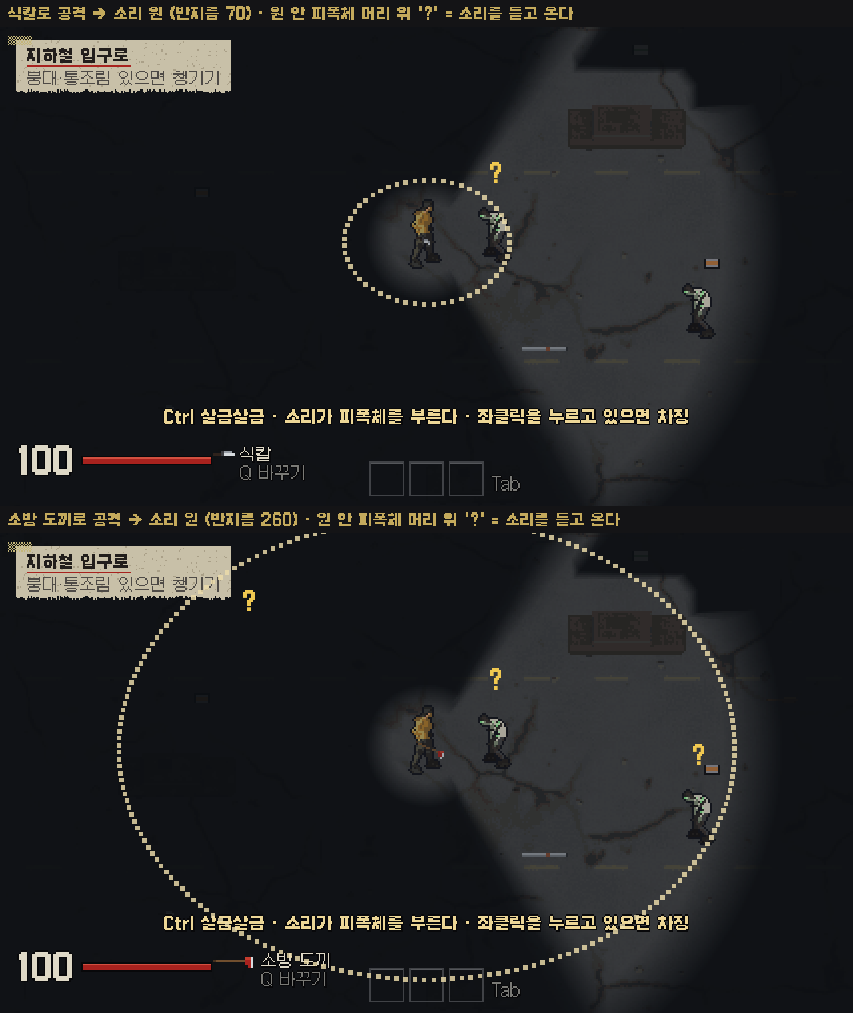 식칼로 공격 → 소리 원 (반지름 70) · 원 안 피폭체 머리 위 '?' = 소리를 듣고 온다
지하철 입구로
붕대·통조림 있으면 챙기기
?
Ctrl 살금살금 · 소리가 피폭체를 부른다 · 좌클릭을 누르고 있으면 차징
100
식칼
Q 바꾸기
Tab
소방 도끼로 공격 → 소리 원 (반지름 260) · 원 안 피폭체 머리 위 '?' = 소리를 듣고 온다
지하철 입구로
붕대·통조림 있으면 챙기기
?
?
?
Ctrl 살금살금 · 소리가 피폭체를 부른다 · 좌클릭을 누르고 있으면 차징
100
소방 도끼
Q 바꾸기
Tab